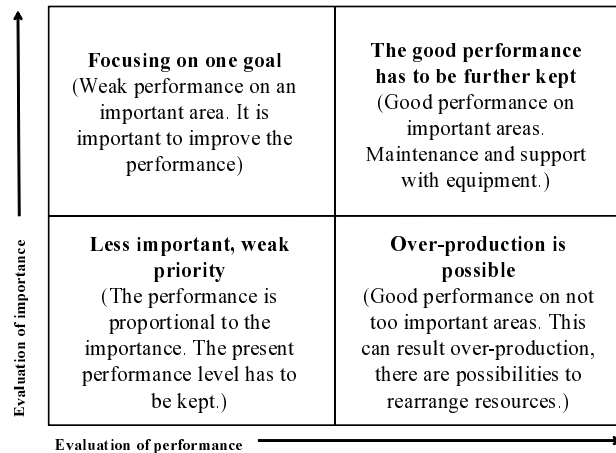 Focusing on one goal
(Weak performance on an
important area. It is
important to improve the
performance)
The good performance
has to be further kept
(Good performance on
important areas.
Maintenance and support
with equipment.)
Less important, weak
priority
(The performance is
proportional to the
importance. The present
performance level has to
be kept.)
Over-production is
possible
(Good performance on not
too important areas. This
can result over-production,
there are possibilities to
rearrange resources.)
Evaluation of importance
Evaluation of performance